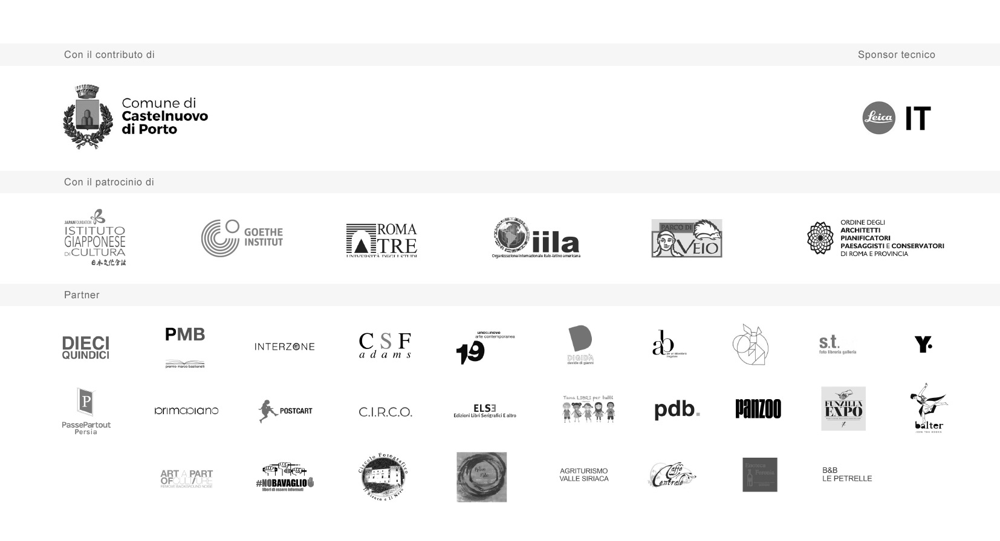 Con il contributo di
Sponsor tecnico
Comune di
Castelnuovo
di Porto
Leica
IT
Con il patrocinio di
JAPANFOUNDATION
ISTITUTO
GIAPPONESE
DI CULTURA
日本文化会館
GOETHE
INSTITUT
ROMA
TRE
UNIVERSITÀ DEGLI STUDI
iila
Organizzazione internazionale italo-latino americana
PARCO DI
VEIO
ORDINE DEGLI
ARCHITETTI
PIANIFICATORI
PAESAGGISTI E CONSERVATORI
DI ROMA E PROVINCIA
Partner
DIECI
QUINDICI
PMB
premio marco bastianelli
INTERZONE
CSF
adams
unosunove
arte contemporanea
19
DIGIDA
davide di gianni
ab
per un laboratorio
irregolare
s.t.
foto libreria galleria
Y.
P
PassePartout
Persia
primopiano
POSTCART
C.I.R.C.O.
ELSE
Edizioni Libri Serigrafici E altro
Tana LIBRI per tutti
pdb.
PANZOO
FUNZILLA
EXPO
balter
JOIN THE BOOKS
ART A PART
OF CULTURE
REMOVE BACKGROUND NOISE
#NOBAVAGLIO
liberi di essere informati
Circolo Fotografico
Il Bianco e Il Nero
AGRITURISMO
VALLE SIRIACA
Caffè
Centrale
Enoteca
Feronia
B&B
LE PETRELLE